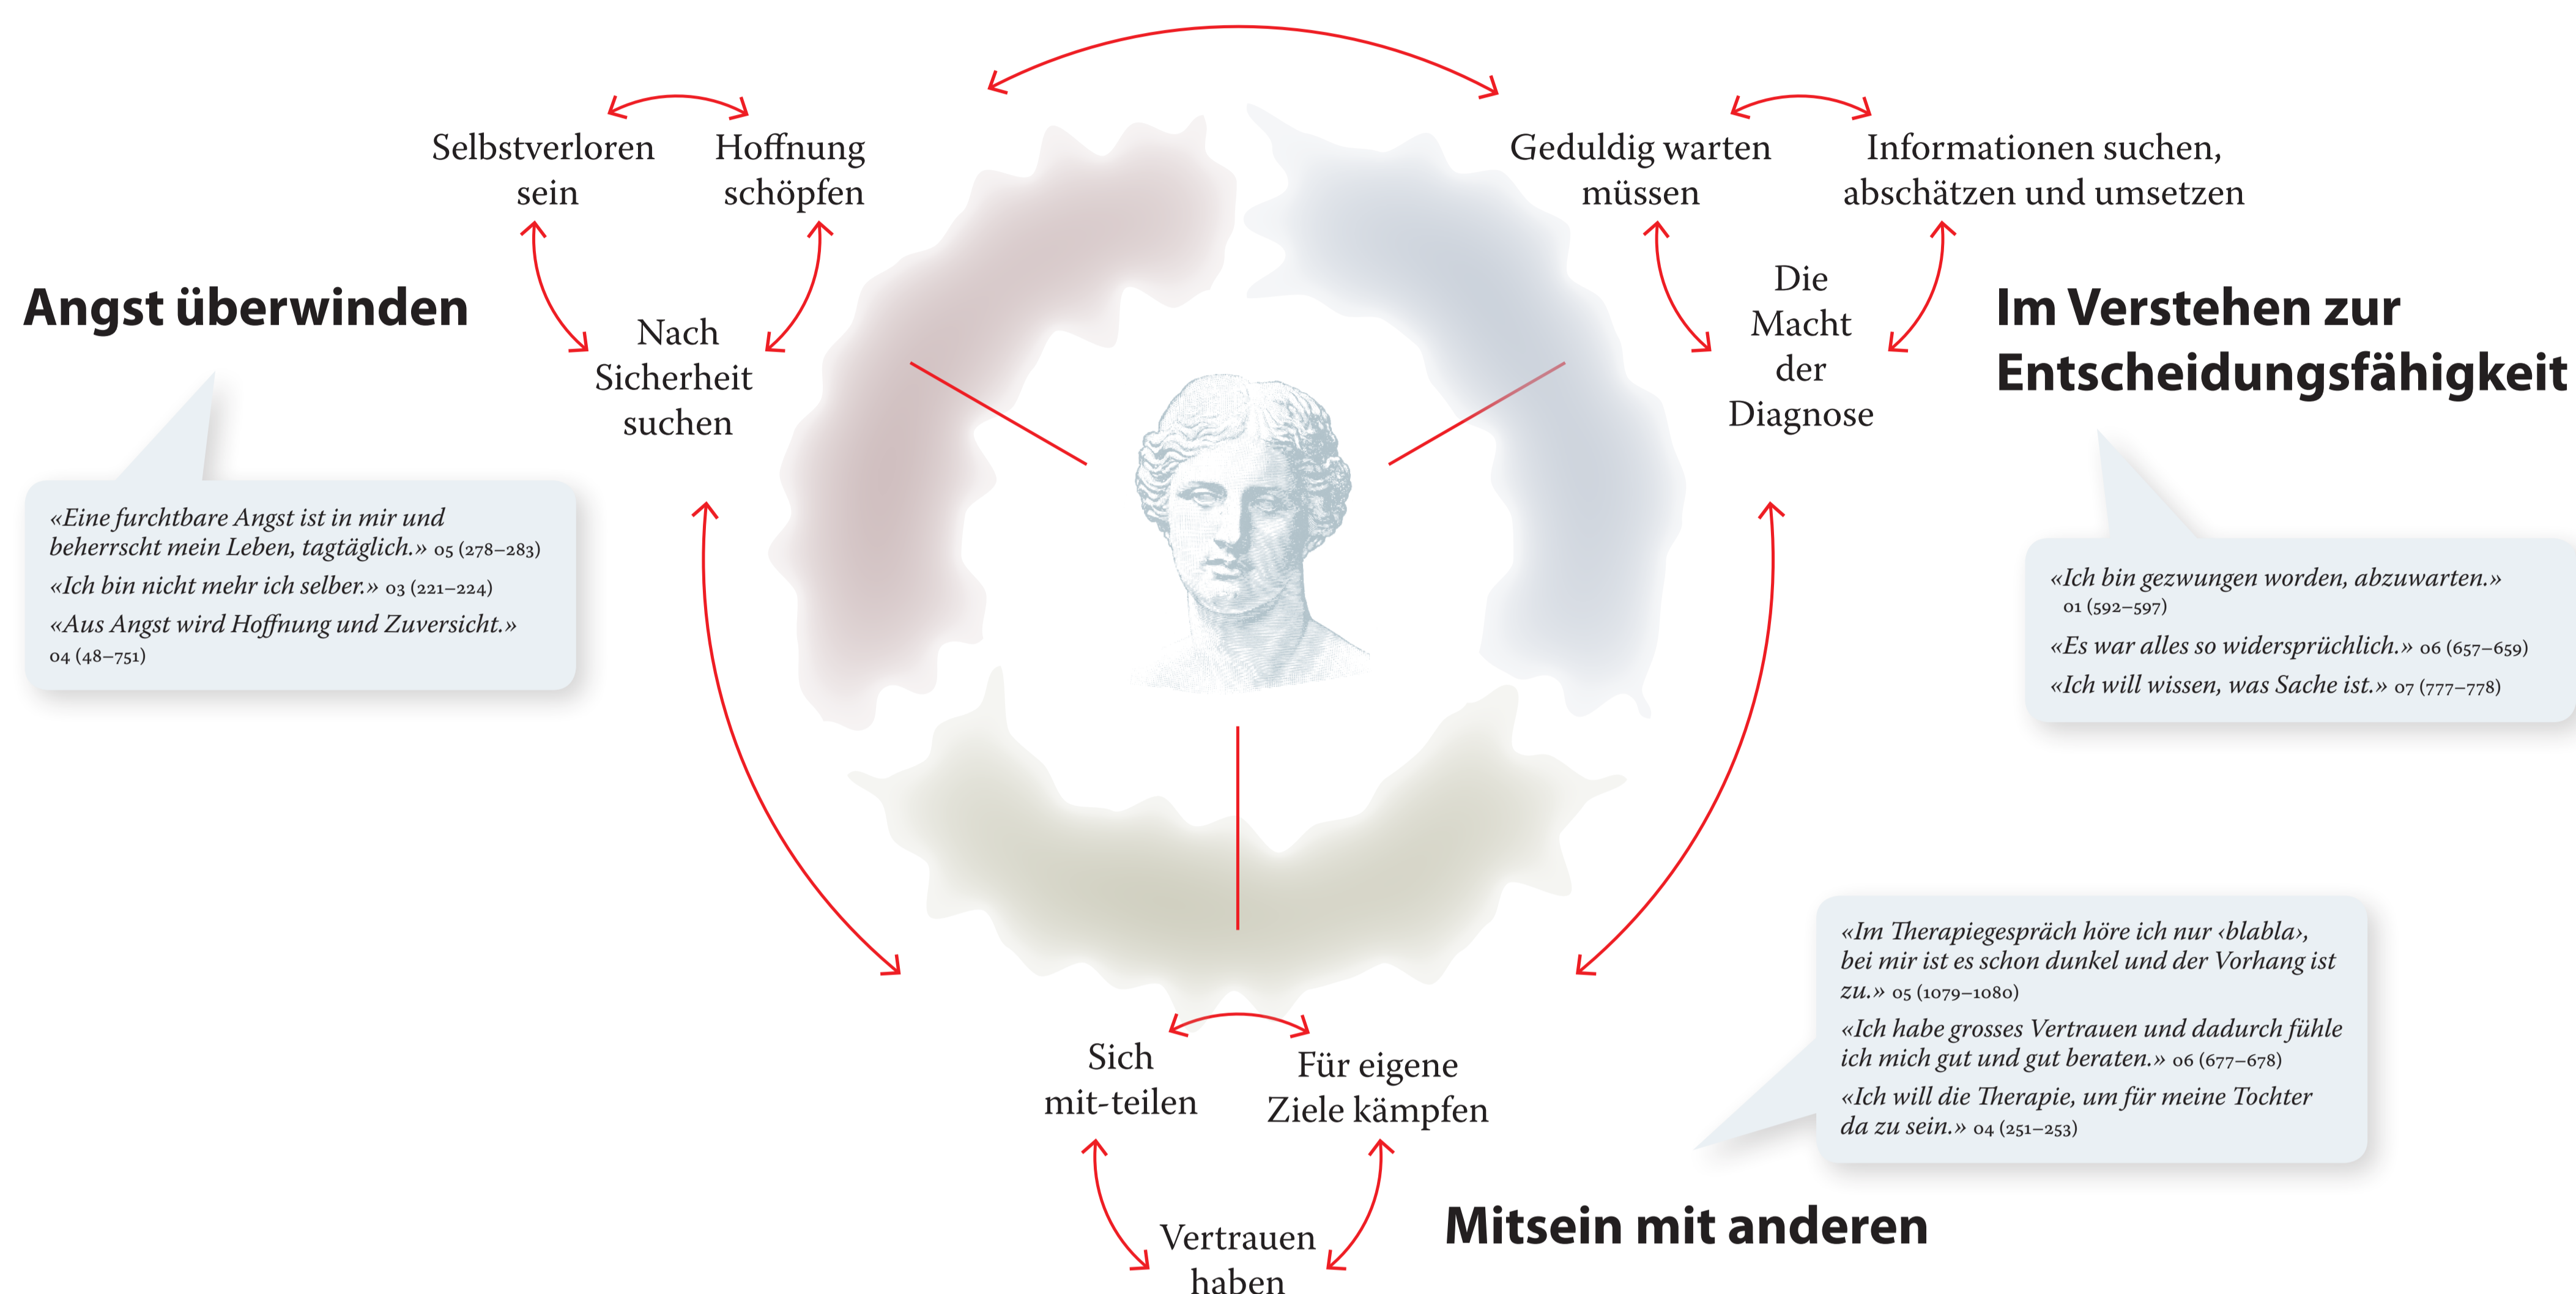 Selbstverloren
sein
Hoffnung
schöpfen
Nach
Sicherheit
suchen
Angst überwinden
«Eine furchtbare Angst ist in mir und
beherrscht mein Leben, tagtäglich.» 05 (278–283)
«Ich bin nicht mehr ich selber.» 03 (221–224)
«Aus Angst wird Hoffnung und Zuversicht.»
04 (48–751)
Geduldig warten
müssen
Informationen suchen,
abschätzen und umsetzen
Die
Macht
der
Diagnose
Im Verstehen zur
Entscheidungsfähigkeit
«Ich bin gezwungen worden, abzuwarten.»
01 (592–597)
«Es war alles so widersprüchlich.» 06 (657–659)
«Ich will wissen, was Sache ist.» 07 (777–778)
«Im Therapiegespräch höre ich nur ‹blabla›,
bei mir ist es schon dunkel und der Vorhang ist
zu.» 05 (1079–1080)
«Ich habe grosses Vertrauen und dadurch fühle
ich mich gut und gut beraten.» 06 (677–678)
«Ich will die Therapie, um für meine Tochter
da zu sein.» 04 (251–253)
Sich
mit-teilen
Für eigene
Ziele kämpfen
Vertrauen
haben
Mitsein mit anderen